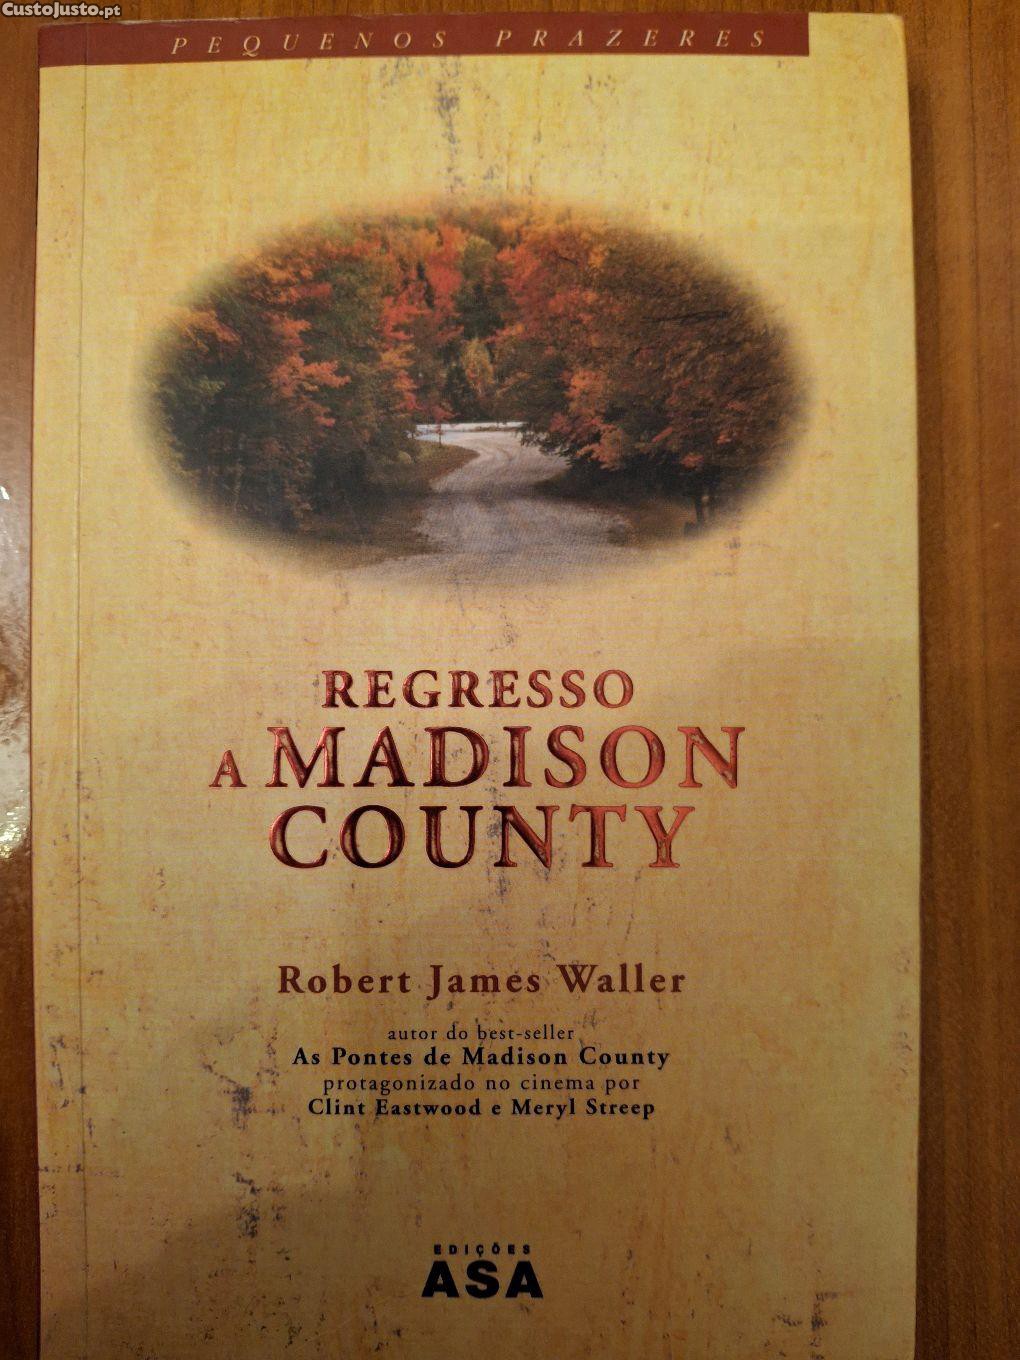 CustoJusto.pt
PEQUENOS PRAZERES
REGRESSO
A MADISON
COUNTY
Robert James Waller
autor do best-seller
As Pontes de Madison County
protagonizado no cinema por
Clint Eastwood e Meryl Streep
EDIÇÕES
ASA